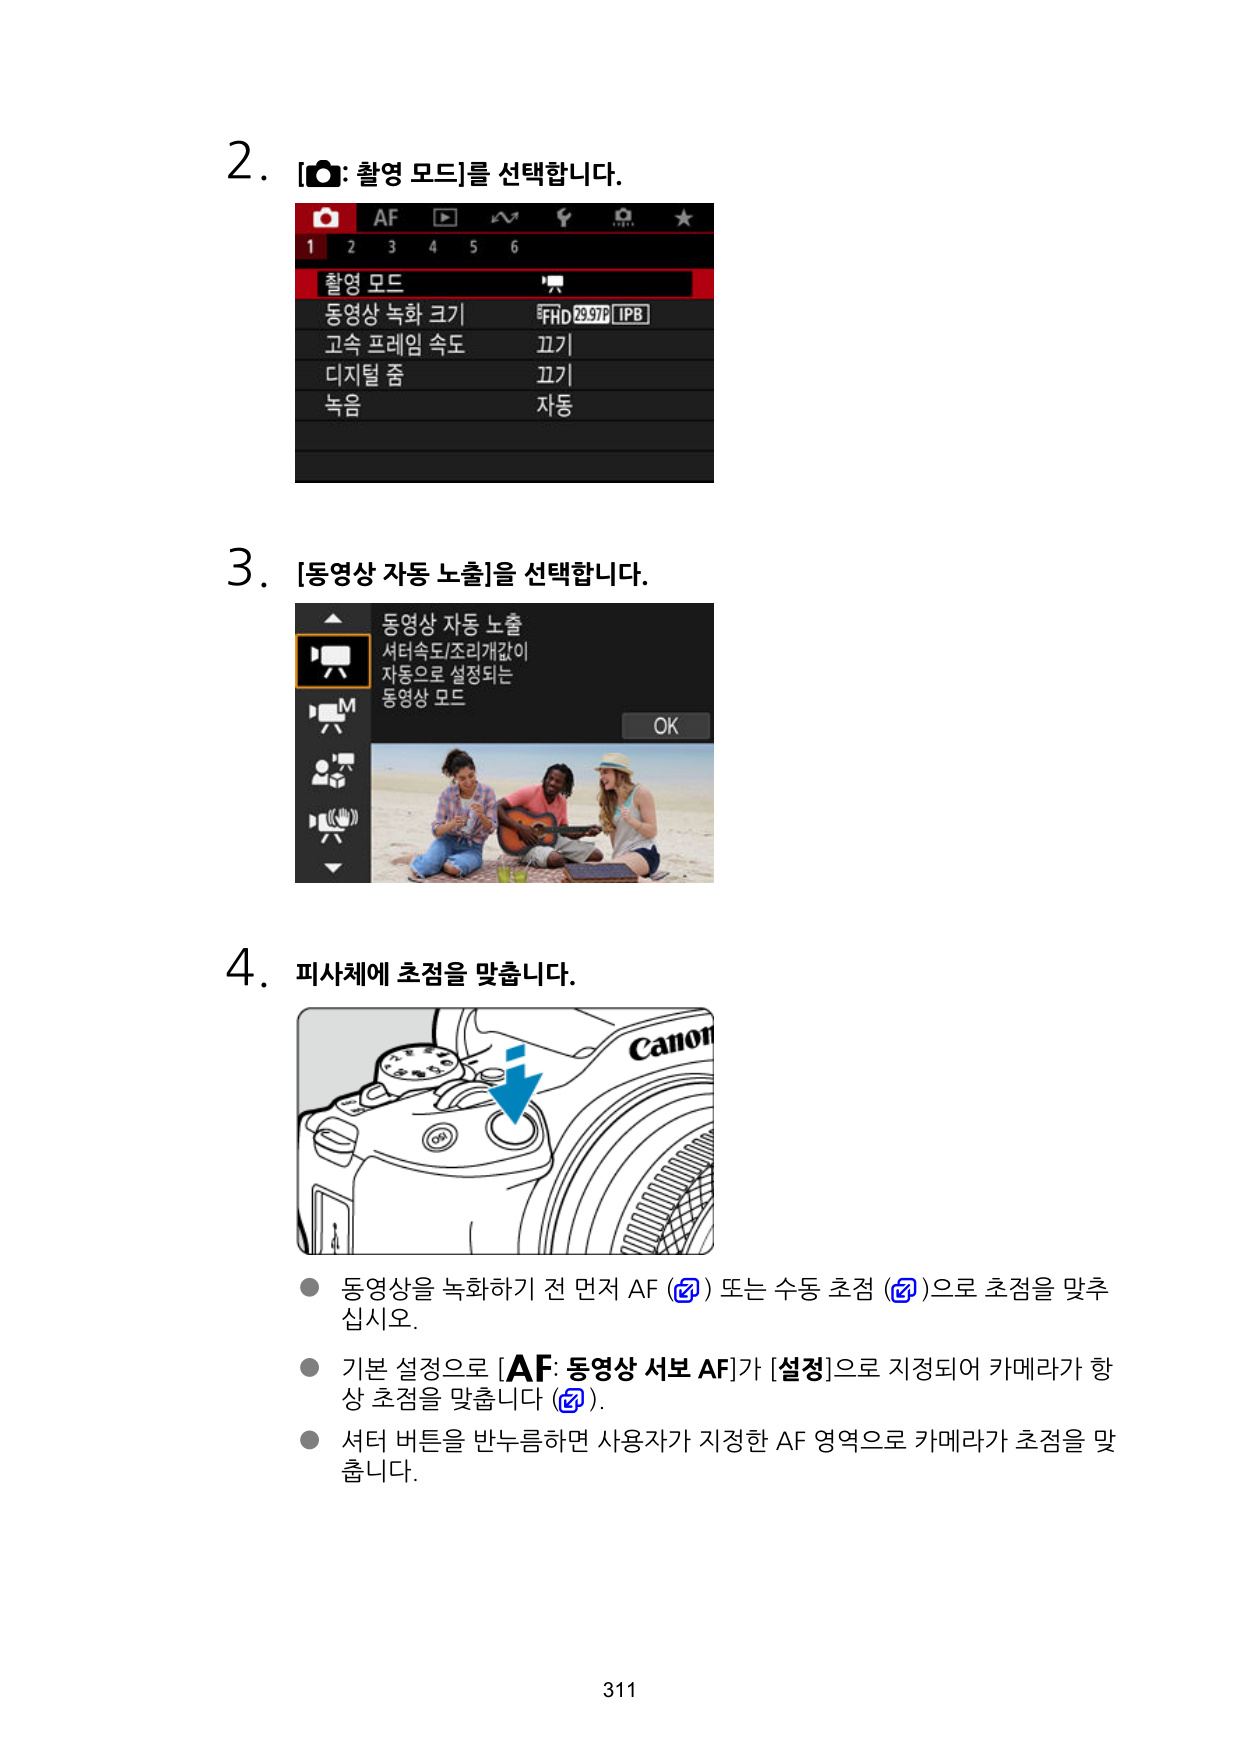 2. [: 촬영 모드]를 선택합니다.
AF
1 2 3 4 5 6
촬영 모드
동영상 녹화 크기 FHD 29.97P IPB
고속 프레임 속도 끄기
디지털 줌 끄기
녹음 자동
3. [동영상 자동 노출]을 선택합니다.
동영상 자동 노출
셔터속도/조리개값이
자동으로 설정되는
동영상 모드
M
OK
4. 피사체에 초점을 맞춥니다.
Canon
ISO
● 동영상을 녹화하기 전 먼저 AF () 또는 수동 초점 ()으로 초점을 맞추
십시오.
● 기본 설정으로 [AF: 동영상 서보 AF]가 [설정]으로 지정되어 카메라가 항
상 초점을 맞춥니다 ().
● 셔터 버튼을 반누름하면 사용자가 지정한 AF 영역으로 카메라가 초점을 맞
춥니다.
311